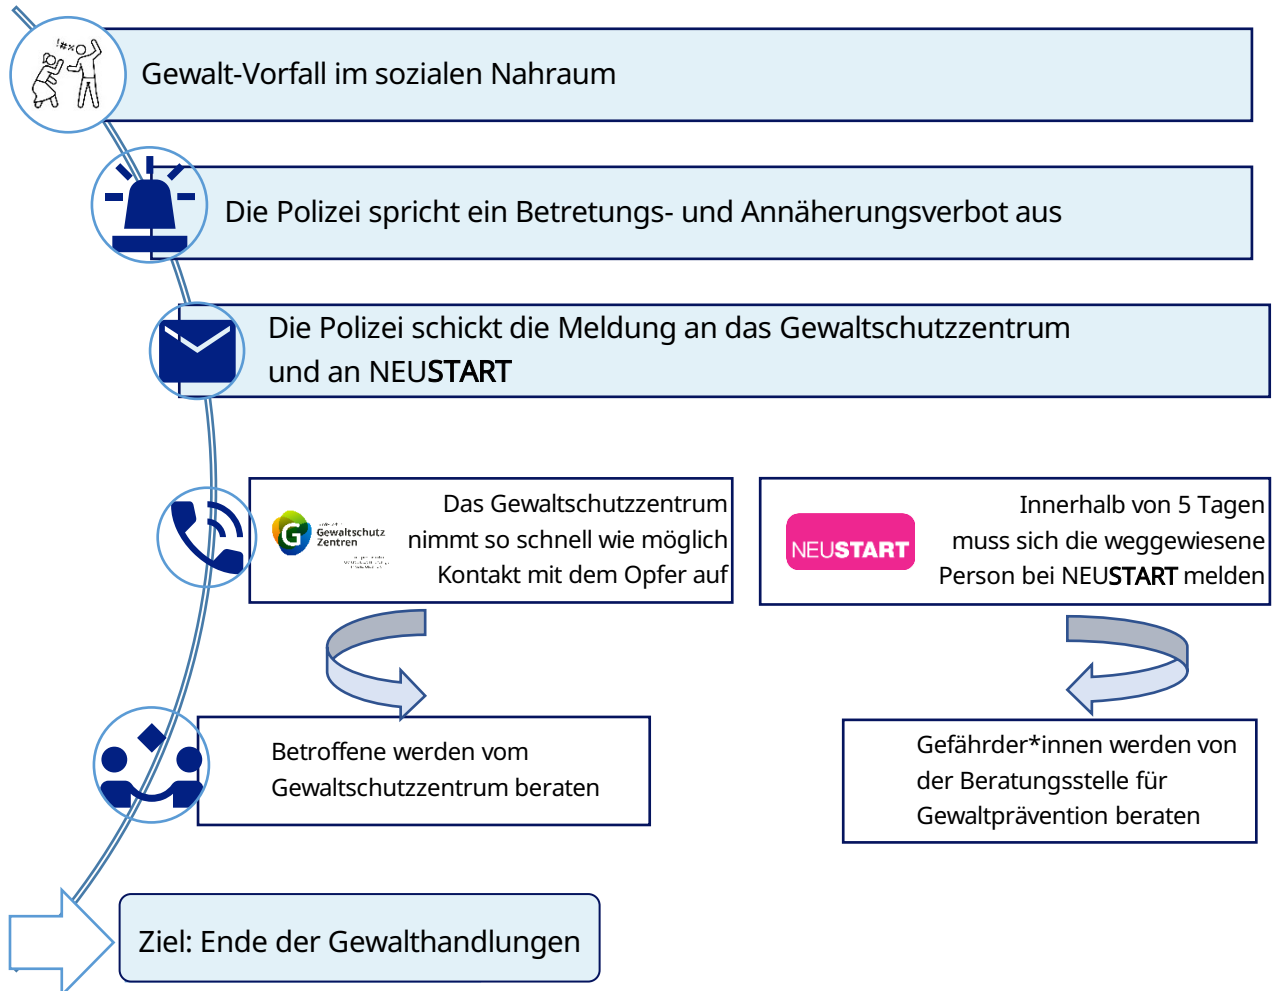 !#×
Gewalt-Vorfall im sozialen Nahraum
Die Polizei spricht ein Betretungs- und Annäherungsverbot aus
Die Polizei schickt die Meldung an das Gewaltschutzzentrum
und an NEUSTART
G
Gewaltschutz
Zentren
Das Gewaltschutzzentrum
nimmt so schnell wie möglich
Kontakt mit dem Opfer auf
NEUSTART
Innerhalb von 5 Tagen
muss sich die weggewiesene
Person bei NEUSTART melden
Betroffene werden vom
Gewaltschutzzentrum beraten
Gefährder*innen werden von
der Beratungsstelle für
Gewaltprävention beraten
Ziel: Ende der Gewalthandlungen